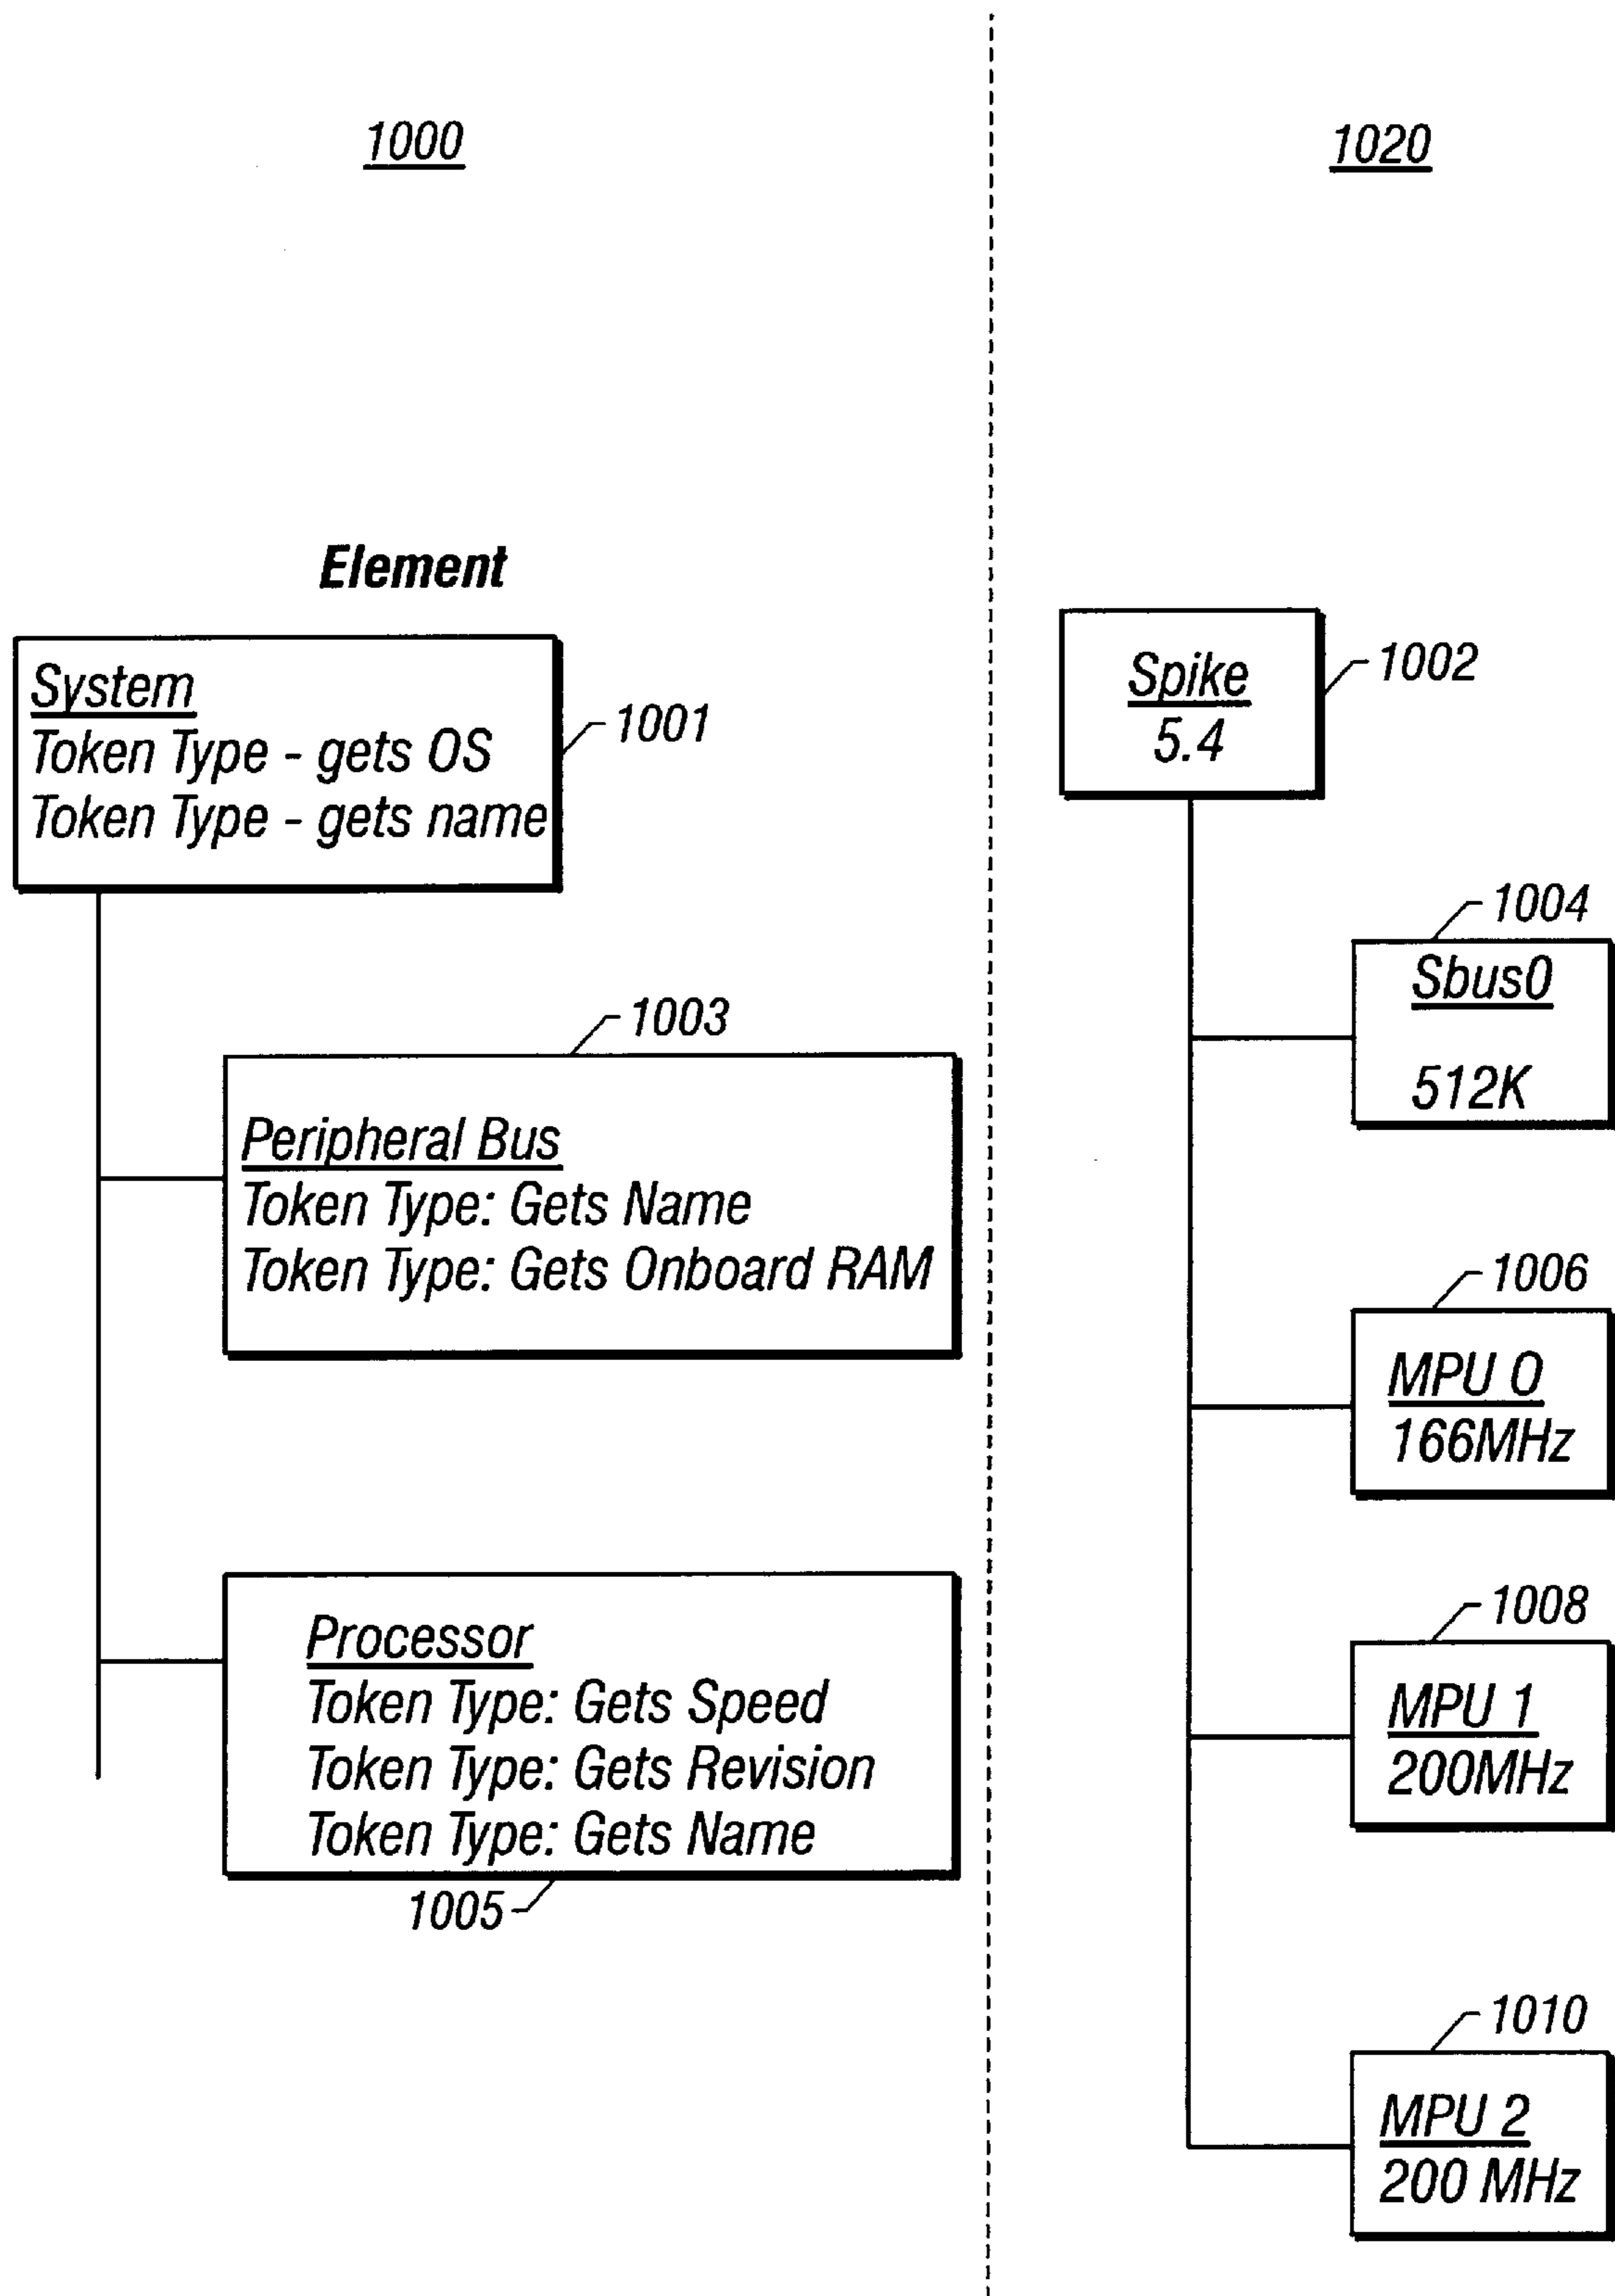 1000
Element
System
Token Type - gets OS
Token Type - gets name
1001
1003
Peripheral Bus
Token Type: Gets Name
Token Type: Gets Onboard RAM
Processor
Token Type: Gets Speed
Token Type: Gets Revision
Token Type: Gets Name
1005
1020
Spike
5.4
1002
1004
Sbus0
512K
1006
MPU 0
166MHz
1008
MPU 1
200MHz
1010
MPU 2
200 MHz